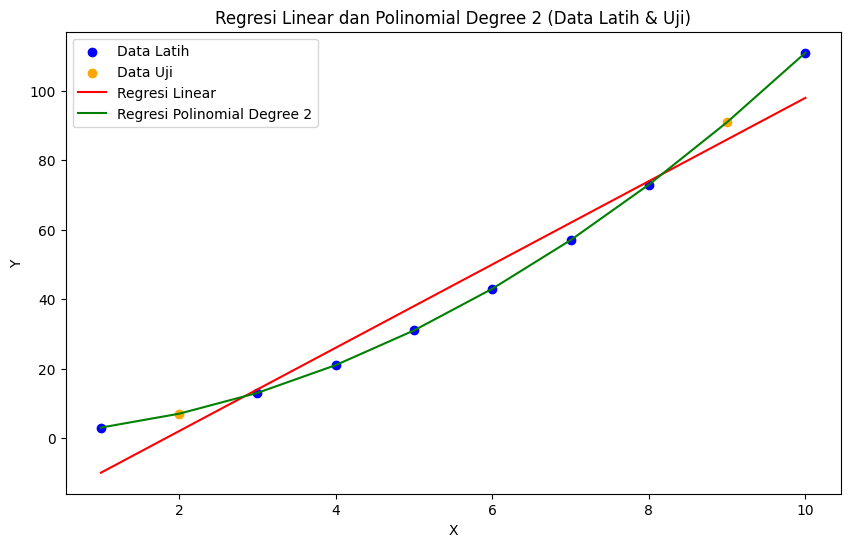 Regresi Linear dan Polinomial Degree 2 (Data Latih & Uji)
Data Latih
Data Uji
Regresi Linear
Regresi Polinomial Degree 2
100
80
60
40
20
0
Y
2
4
6
8
10
X